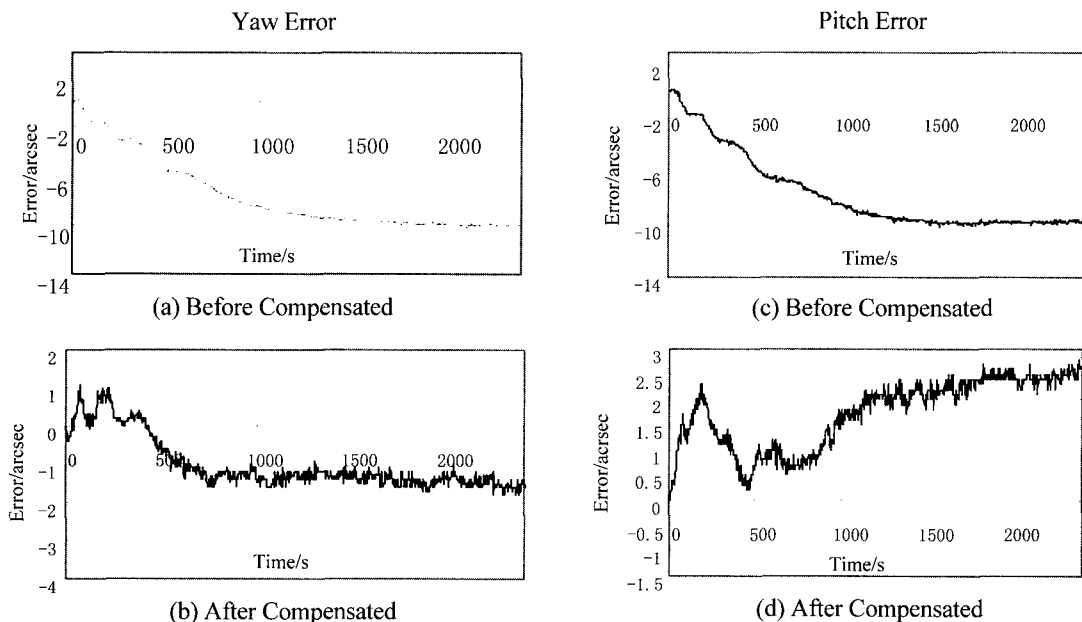 Yaw Error
Pitch Error
2
-2
-6
-10
-14
0 500 1000 1500 2000
Error/arcsec
Time/s
(a) Before Compensated
2
-2
-6
-10
-14
0 500 1000 1500 2000
Error/arcsec
Time/s
(c) Before Compensated
2
1
0
-1
-2
-3
-4
0 500 1000 1500 2000
Error/arcsec
Time/s
(b) After Compensated
3
2.5
2
1.5
1
0.5
0
-0.5
-1
-1.5
0 500 1000 1500 2000
Error/acrsec
Time/s
(d) After Compensated